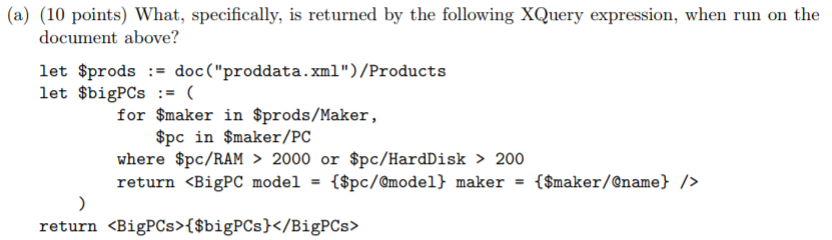 (a) (10 points) What, specifically, is returned by the following XQuery expression, when run on the
document above?
let $prods := doc("proddata.xml")/Products
let $bigPCs := (
for $maker in $prods/Maker,
$pc in $maker/PC
where $pc/RAM > 2000 or $pc/HardDisk > 200
return <BigPC model = {$pc/@model} maker = {$maker/@name} />
)
return <BigPCs>{$bigPCs}</BigPCs>